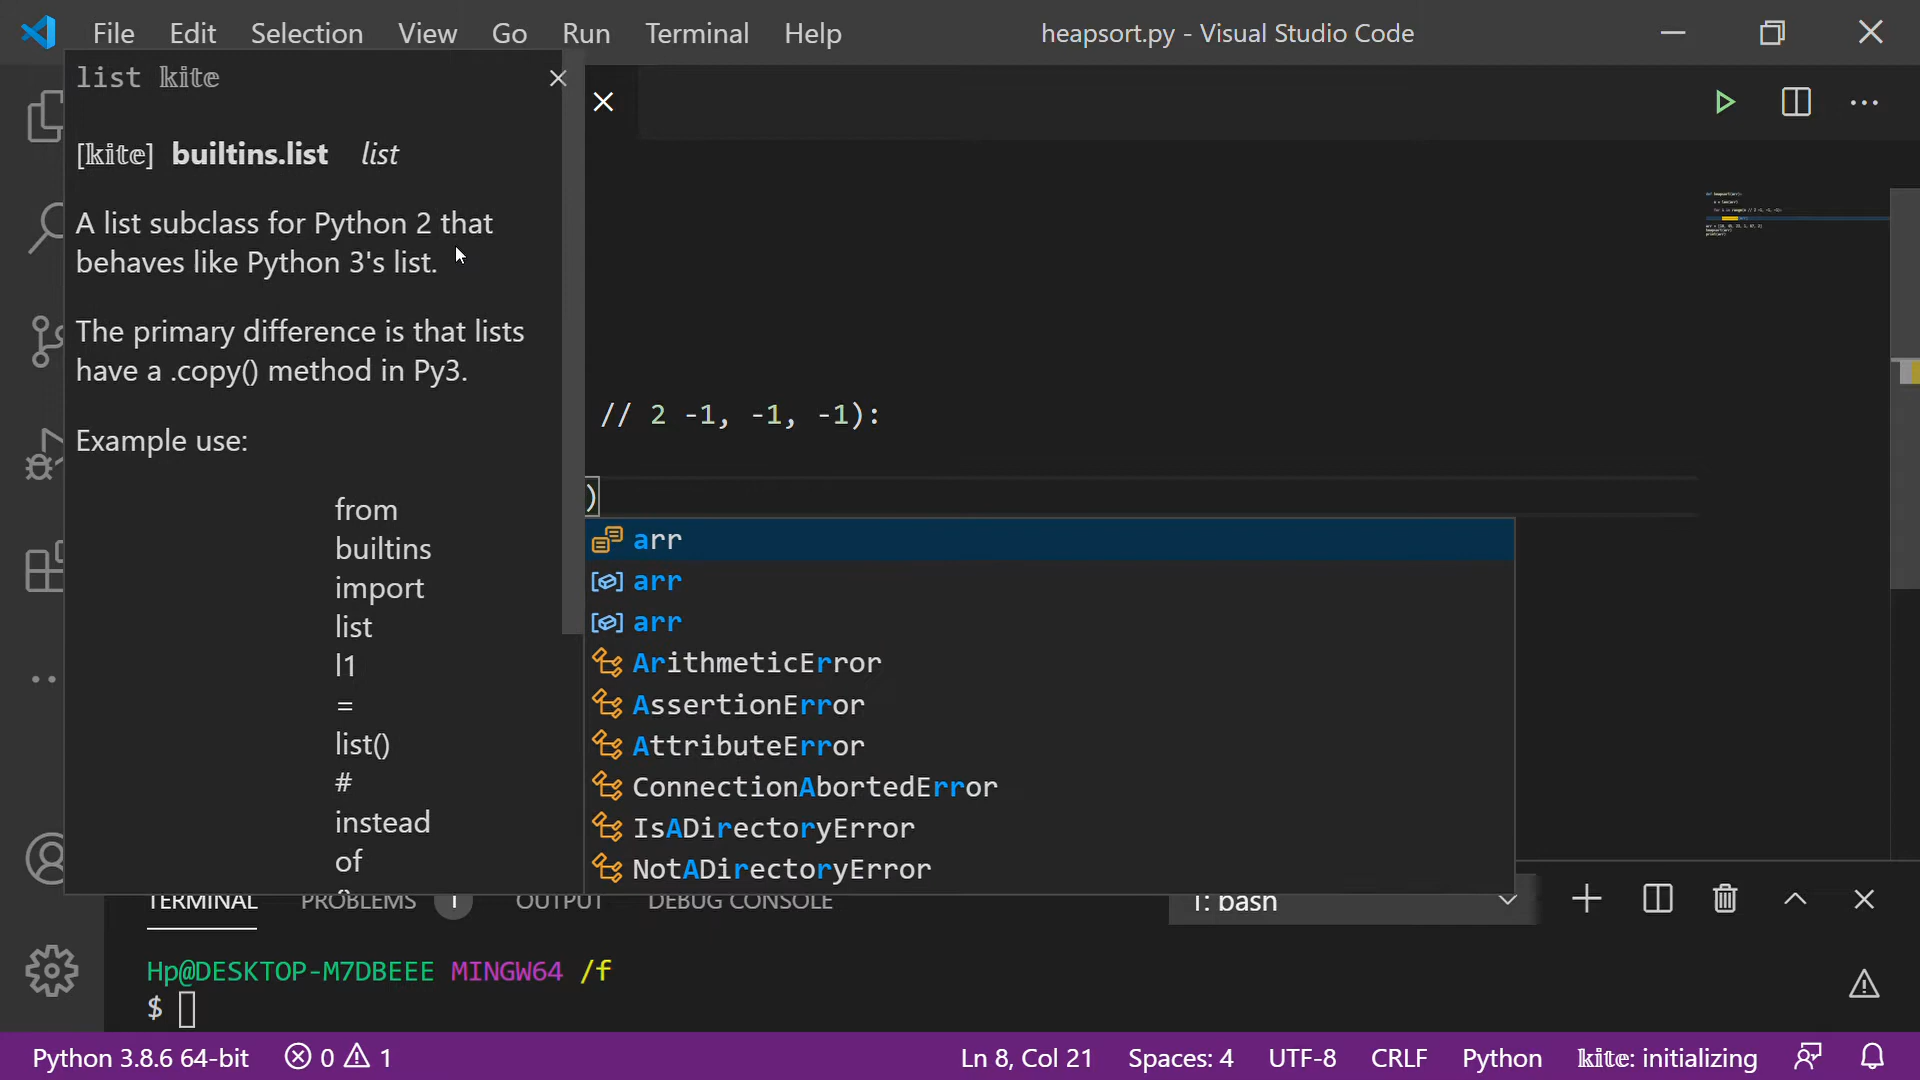 File Edit Selection View Go Run Terminal Help heapsort.py - Visual Studio Code
list kite
[kite] builtins.list list
A list subclass for Python 2 that
behaves like Python 3's list.
The primary difference is that lists
have a .copy() method in Py3.
Example use:
from
builtins
import
list
l1
=
list()
#
instead
of
// 2 -1, -1, -1):
)
arr
arr
arr
ArithmeticError
AssertionError
AttributeError
ConnectionAbortedError
IsADirectoryError
NotADirectoryError
TERMINAL PROBLEMS 1 OUTPUT DEBUG CONSOLE 1: bash
Hp@DESKTOP-M7DBEEE MINGW64 /f
$
Python 3.8.6 64-bit 0 1 Ln 8, Col 21 Spaces: 4 UTF-8 CRLF Python kite: initializing